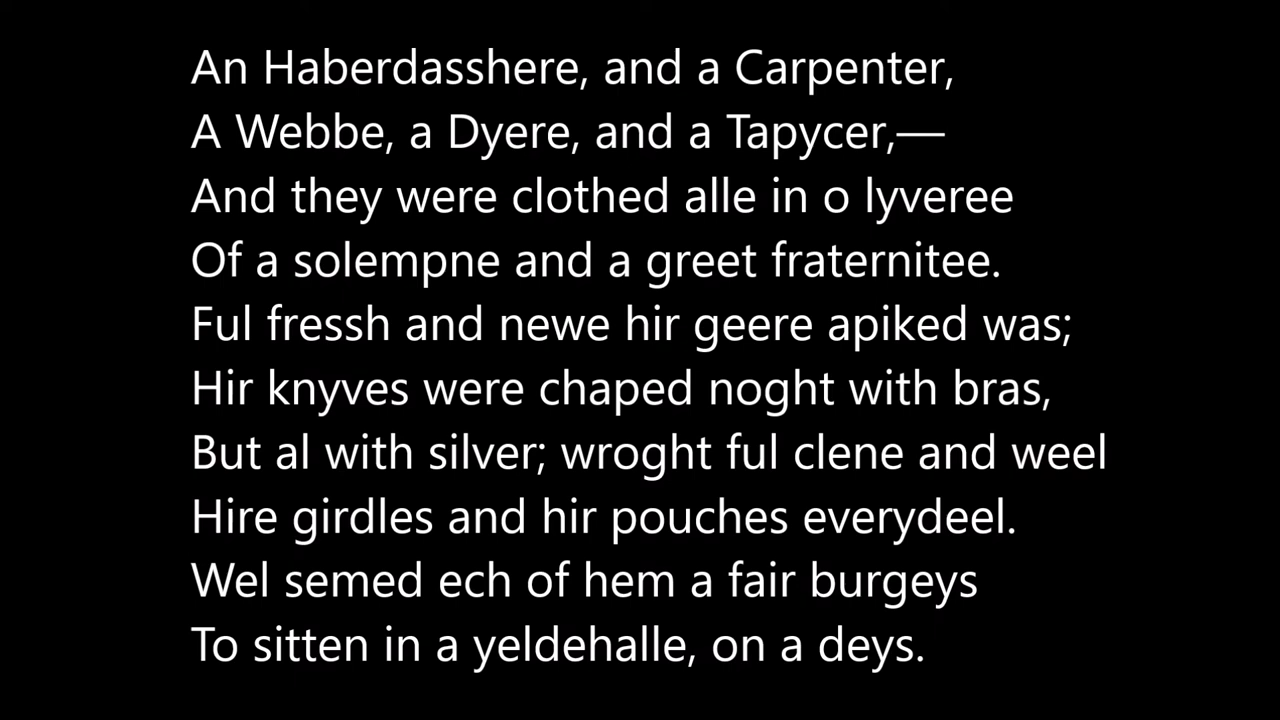 An Haberdasshere, and a Carpenter,
A Webbe, a Dyere, and a Tapycer,—
And they were clothed alle in o lyveree
Of a solempne and a greet fraternitee.
Ful fressh and newe hir geere apiked was;
Hir knyves were chaped noght with bras,
But al with silver; wroght ful clene and weel
Hire girdles and hir pouches everydeel.
Wel semed ech of hem a fair burgeys
To sitten in a yeldehalle, on a deys.